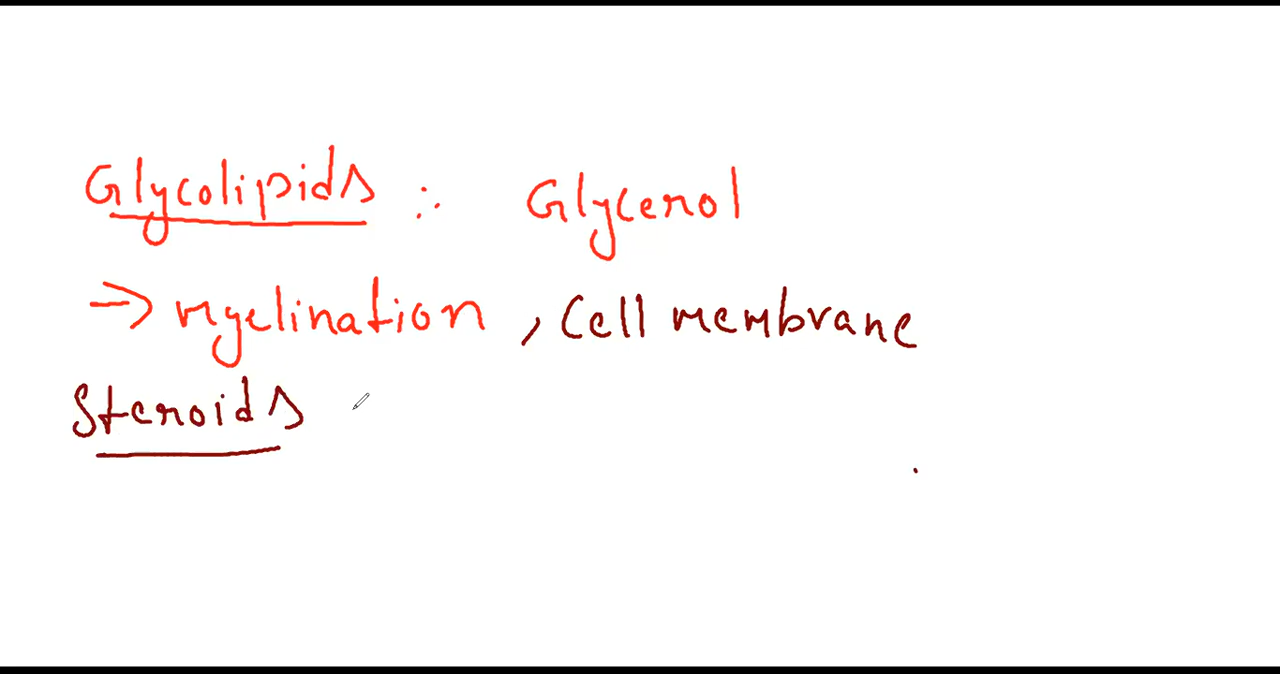 Glycolipids : Glycerol
→ myelination , Cell membrane
Steroids